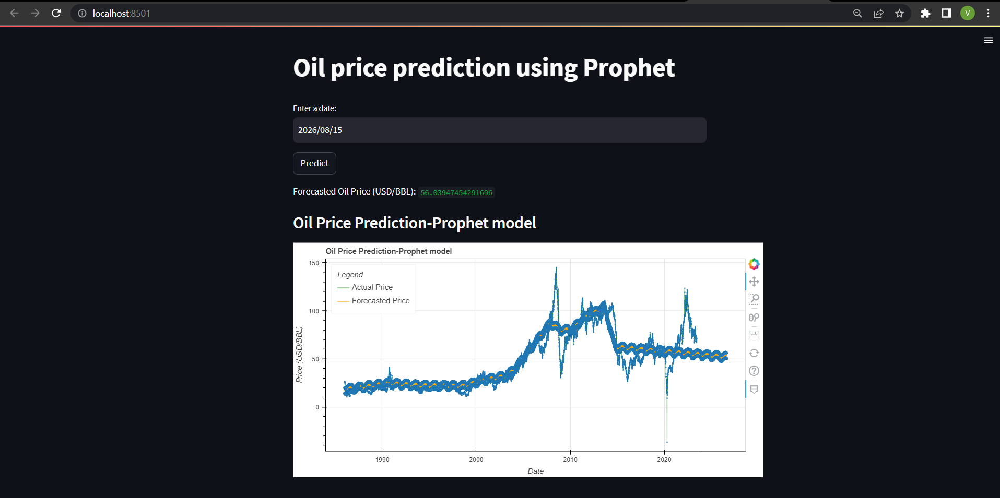 localhost:8501
V
Oil price prediction using Prophet
Enter a date:
2026/08/15
Predict
Forecasted Oil Price (USD/BBL): 56.03947454291696
Oil Price Prediction-Prophet model
Oil Price Prediction-Prophet model
Legend
Actual Price
Forecasted Price
150
100
50
0
Price (USD/BBL)
1990 2000 2010 2020
Date